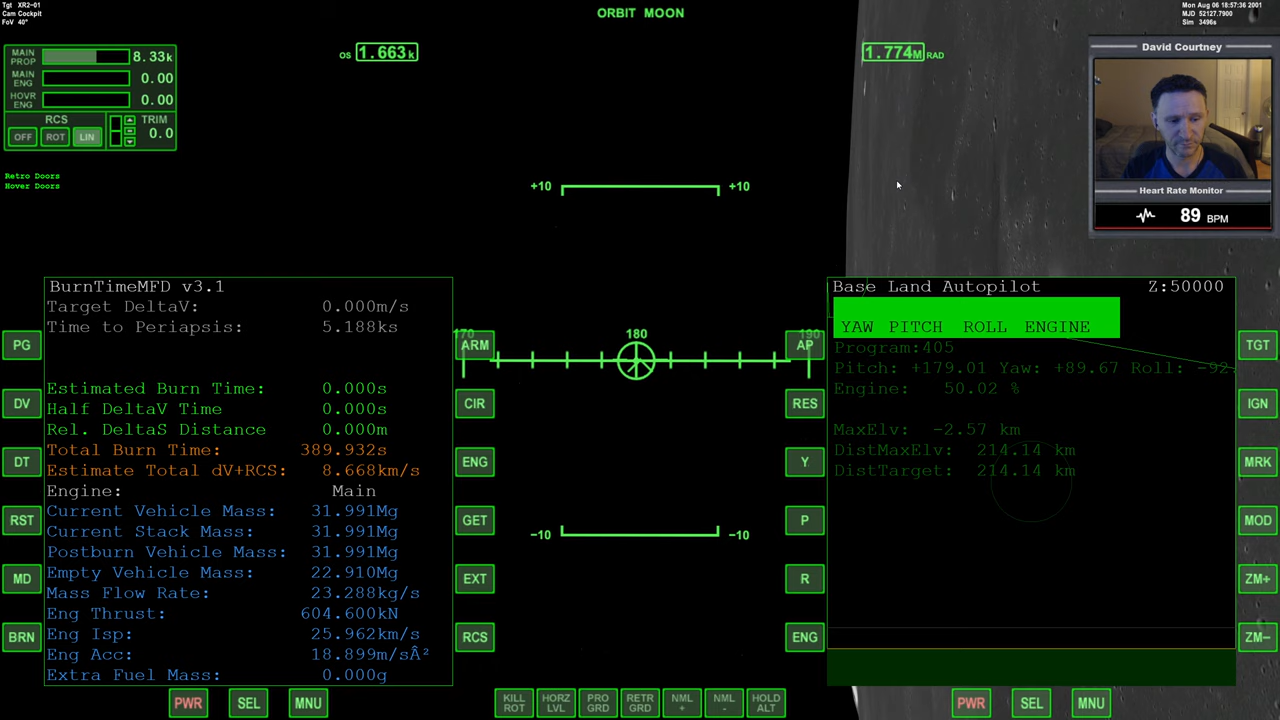 Tgt XR2-01
Cam Cockpit
FoV 40°
ORBIT MOON
Mon Aug 06 18:57:36 2001
MJD 52127.7900
Sim 3496s
MAIN PROP 8.33k
MAIN ENG 0.00
HOVR ENG 0.00
RCS TRIM
OFF ROT LIN 0.0
Retro Doors
Hover Doors
OS 1.663k
1.774M RAD
David Courtney
Heart Rate Monitor
89 BPM
+10 +10
170 180 190
-10 -10
BurnTimeMFD v3.1
Target DeltaV: 0.000m/s
Time to Periapsis: 5.188ks
Estimated Burn Time: 0.000s
Half DeltaV Time 0.000s
Rel. DeltaS Distance 0.000m
Total Burn Time: 389.932s
Estimate Total dV+RCS: 8.668km/s
Engine: Main
Current Vehicle Mass: 31.991Mg
Current Stack Mass: 31.991Mg
Postburn Vehicle Mass: 31.991Mg
Empty Vehicle Mass: 22.910Mg
Mass Flow Rate: 23.288kg/s
Eng Thrust: 604.600kN
Eng Isp: 25.962km/s
Eng Acc: 18.899m/sÂ²
Extra Fuel Mass: 0.000g
PG
DV
DT
RST
MD
BRN
ARM
CIR
ENG
GET
EXT
RCS
PWR SEL MNU
KILL ROT
HORZ LVL
PRO GRD
RETR GRD
NML +
NML -
HOLD ALT
Base Land Autopilot Z:50000
YAW PITCH ROLL ENGINE
Program:405
Pitch: +179.01 Yaw: +89.67 Roll: -92.
Engine: 50.02 %
MaxElv: -2.57 km
DistMaxElv: 214.14 km
DistTarget: 214.14 km
AP
RES
Y
P
R
ENG
TGT
IGN
MRK
MOD
ZM+
ZM-
PWR SEL MNU